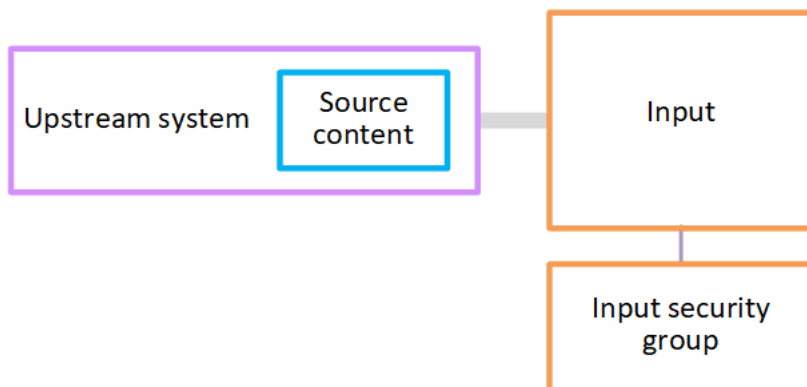 Upstream system
Source
content
Input
Input security
group